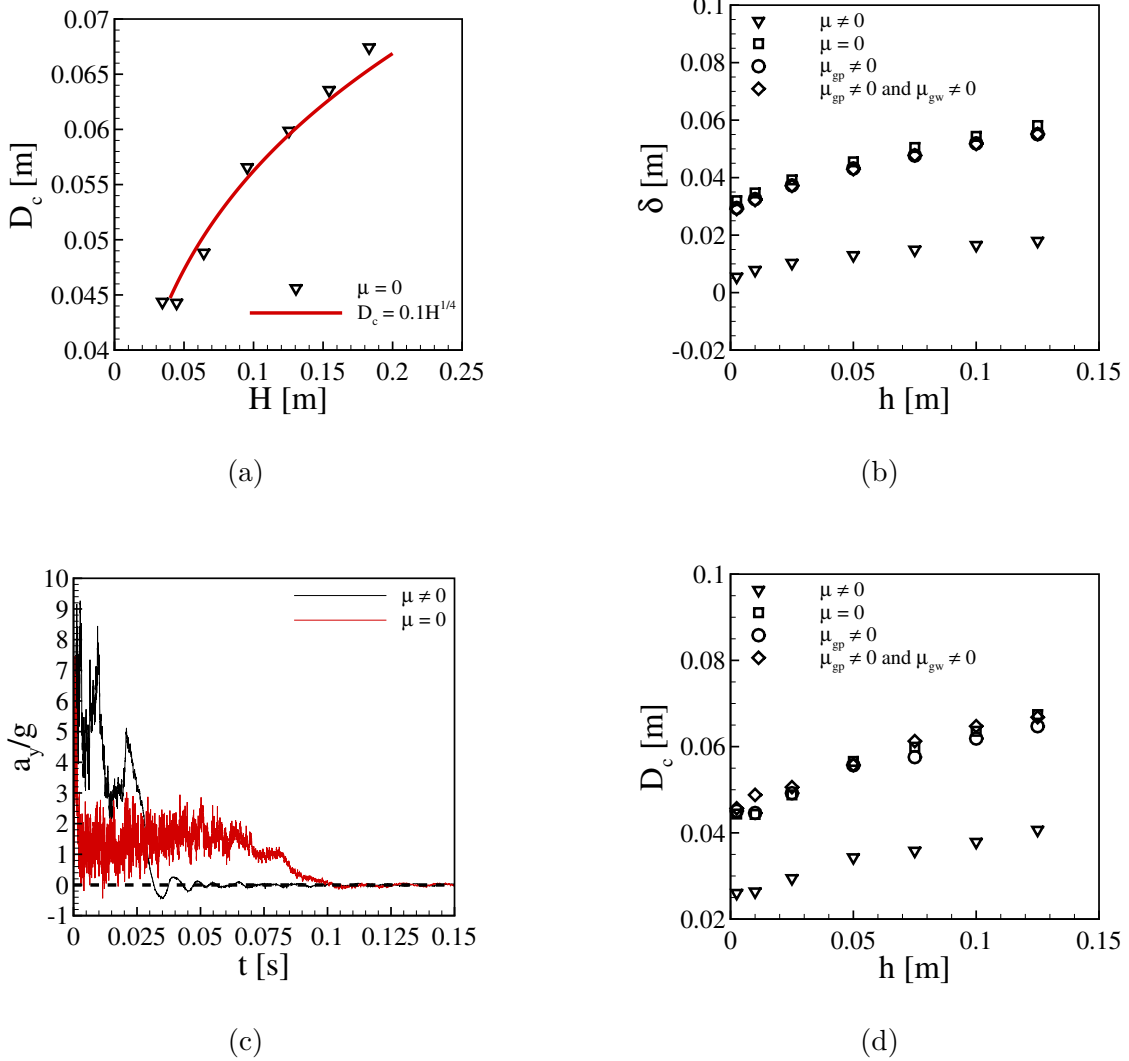 0.07
0.065
0.06
0.055
0.05
0.045
0.04
D_c [m]
0 0.05 0.1 0.15 0.2 0.25
H [m]
μ = 0
D_c = 0.1H^{1/4}
(a)
0.1
0.08
0.06
0.04
0.02
0
-0.02
δ [m]
μ ≠ 0
μ = 0
μ_gp ≠ 0
μ_gp ≠ 0 and μ_gw ≠ 0
0 0.05 0.1 0.15
h [m]
(b)
10
9
8
7
6
5
4
3
2
1
0
-1
a_y/g
μ ≠ 0
μ = 0
0 0.025 0.05 0.075 0.1 0.125 0.15
t [s]
(c)
0.1
0.08
0.06
0.04
0.02
D_c [m]
μ ≠ 0
μ = 0
μ_gp ≠ 0
μ_gp ≠ 0 and μ_gw ≠ 0
0 0.05 0.1 0.15
h [m]
(d)